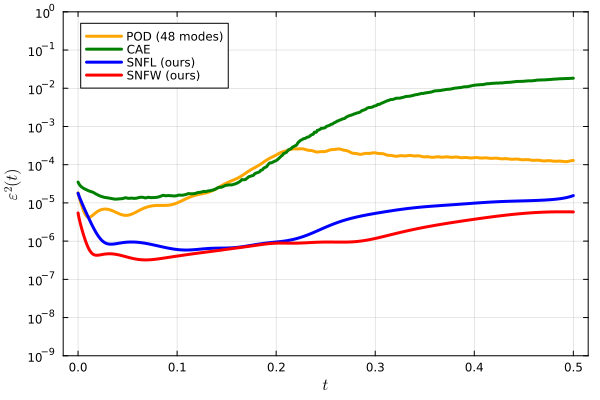 10^0
10^{-1}
10^{-2}
10^{-3}
10^{-4}
10^{-5}
10^{-6}
10^{-7}
10^{-8}
10^{-9}
ε^2(t)
POD (48 modes)
CAE
SNFL (ours)
SNFW (ours)
0.0 0.1 0.2 0.3 0.4 0.5
t